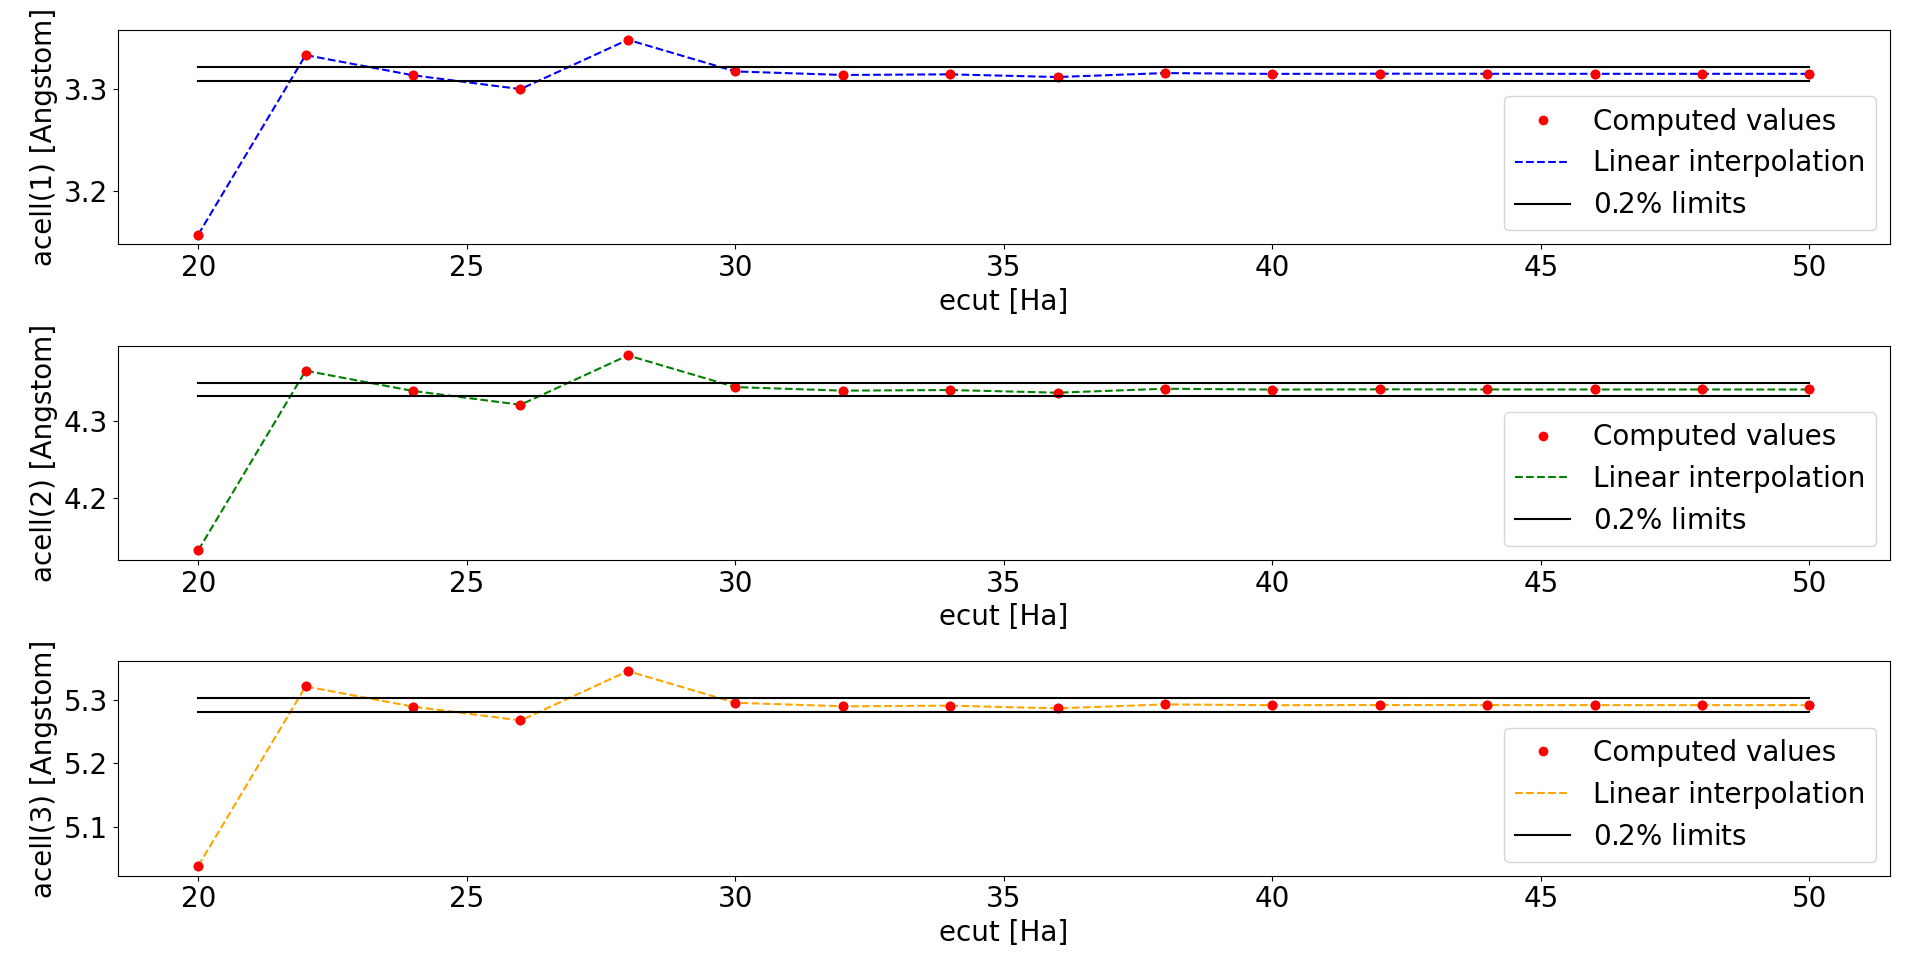 acell(1) [Angstom]
3.3
3.2
Computed values
Linear interpolation
0.2% limits
20 25 30 35 40 45 50
ecut [Ha]
acell(2) [Angstom]
4.3
4.2
Computed values
Linear interpolation
0.2% limits
20 25 30 35 40 45 50
ecut [Ha]
acell(3) [Angstom]
5.3
5.2
5.1
Computed values
Linear interpolation
0.2% limits
20 25 30 35 40 45 50
ecut [Ha]